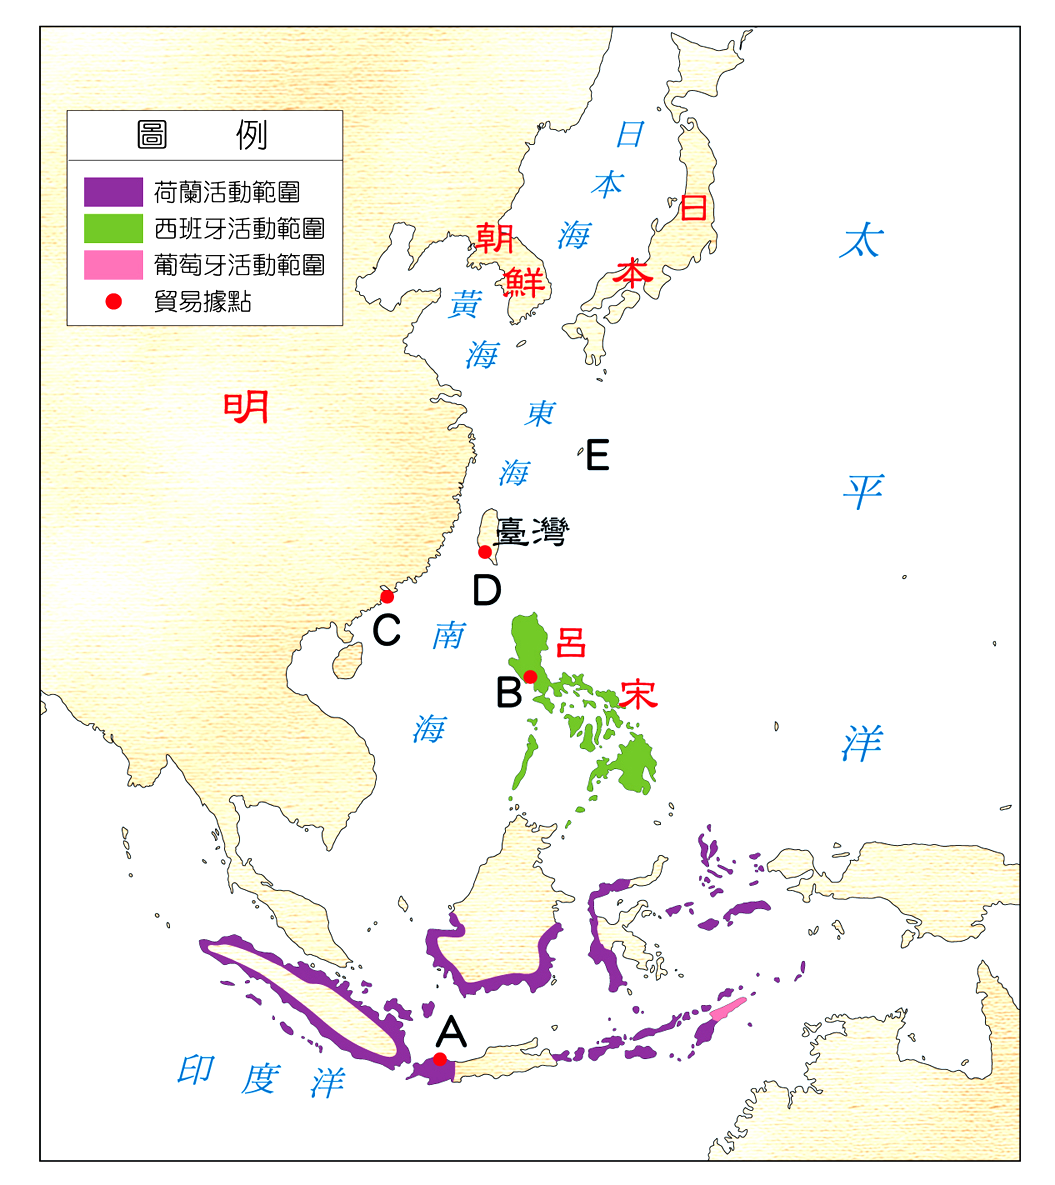 圖例
荷蘭活動範圍
西班牙活動範圍
葡萄牙活動範圍
貿易據點
日本海
日本
朝鮮
黃海
太平洋
明
東海
E
臺灣
D
C
南海
呂宋
B
A
印度洋